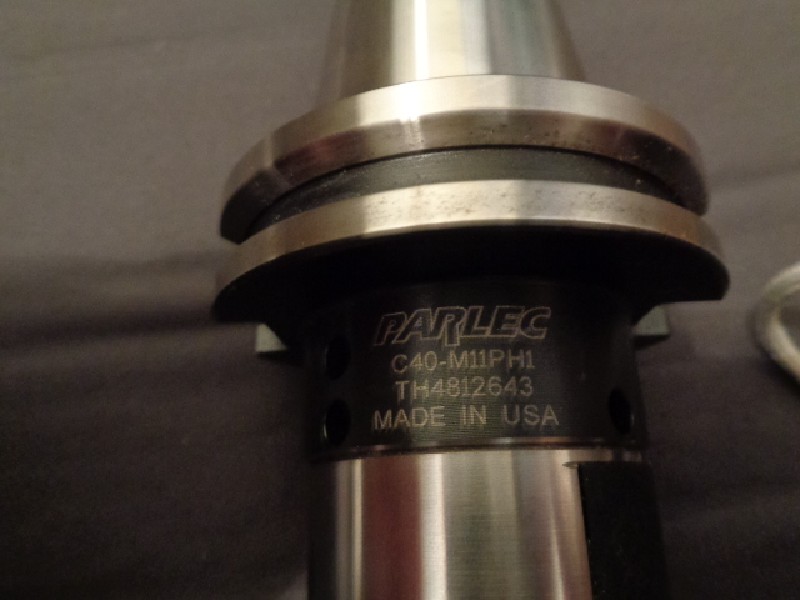 PARLEC
C40-M11PH1
TH4812643
MADE IN USA